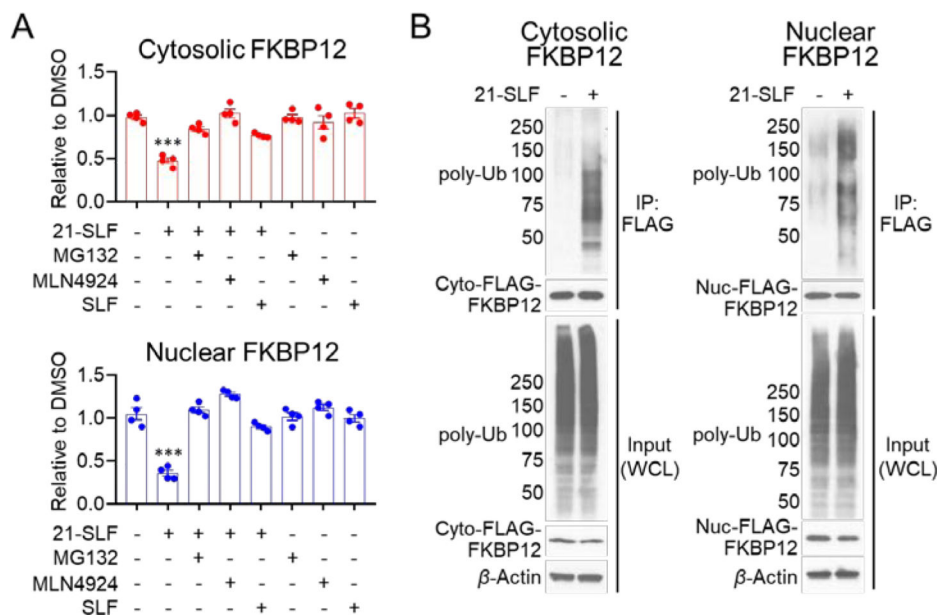 A
Cytosolic FKBP12
Relative to DMSO
1.5
1.0
0.5
0.0
21-SLF - + + + + - - -
MG132 - - + - - + - -
MLN4924 - - - + - - + -
SLF - - - - + - - +
Nuclear FKBP12
Relative to DMSO
1.5
1.0
0.5
0.0
***
***
21-SLF - + + + + - - -
MG132 - - + - - + - -
MLN4924 - - - + - - + -
SLF - - - - + - - +
B
Cytosolic
FKBP12
21-SLF - +
250
150
poly-Ub 100
75
50
IP:
FLAG
Cyto-FLAG-
FKBP12
250
150
poly-Ub 100
75
50
Input
(WCL)
Cyto-FLAG-
FKBP12
β-Actin
Nuclear
FKBP12
21-SLF - +
250
150
poly-Ub 100
75
50
IP:
FLAG
Nuc-FLAG-
FKBP12
250
150
poly-Ub 100
75
50
Input
(WCL)
Nuc-FLAG-
FKBP12
β-Actin